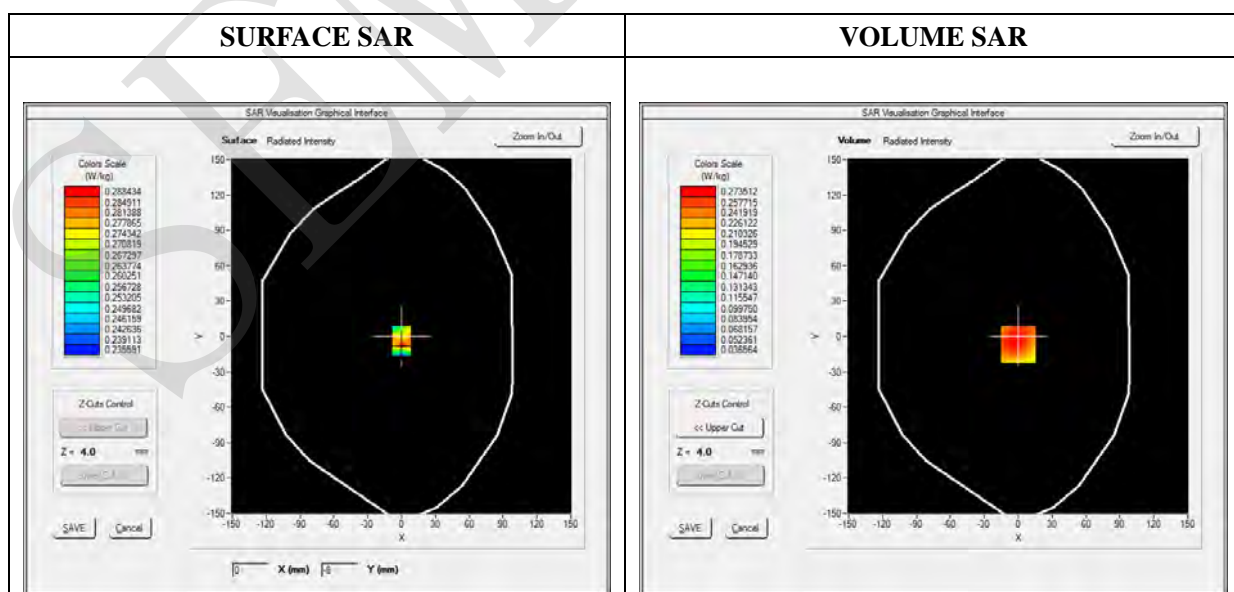 SURFACE SAR
VOLUME SAR
SAR Visualisation Graphical Interface
Surface Radiated Intensity
Zoom In/Out
Colors Scale
(W/kg)
0.288434
0.284911
0.281388
0.277865
0.274342
0.270819
0.267297
0.263774
0.260251
0.256728
0.253205
0.249682
0.246159
0.242636
0.239113
0.235591
150
120
90
60
30
0
-30
-60
-90
-120
-150
Y
-150 -120 -90 -60 -30 0 30 60 90 120 150
X
Z-Cuts Control
<< Upper Cut
Z = 4.0 mm
SAVE Cancel
0 X (mm) -8 Y (mm)
SAR Visualisation Graphical Interface
Volume Radiated Intensity
Zoom In/Out
Colors Scale
(W/kg)
0.273512
0.257715
0.241919
0.226122
0.210326
0.194529
0.178733
0.162936
0.147140
0.131343
0.115547
0.099750
0.083954
0.068157
0.052361
0.036564
150
120
90
60
30
0
-30
-60
-90
-120
-150
Y
-150 -120 -90 -60 -30 0 30 60 90 120 150
X
Z-Cuts Control
<< Upper Cut
Z = 4.0 mm
SAVE Cancel